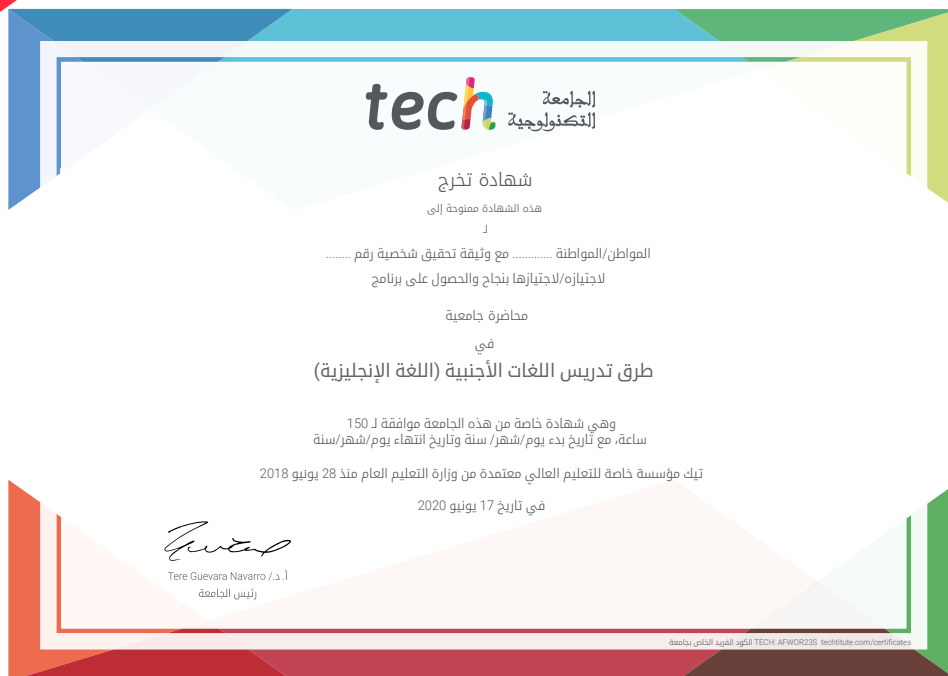 tech الجامعة
التكنولوجية
شهادة تخرج
هذه الشهادة ممنوحة إلى
لـ
المواطن/المواطنة ............ مع وثيقة تحقيق شخصية رقم ........
لاجتيازه/لاجتيازها بنجاح والحصول على برنامج
محاضرة جامعية
في
طرق تدريس اللغات الأجنبية (اللغة الإنجليزية)
وهي شهادة خاصة من هذه الجامعة موافقة لـ 150
ساعة، مع تاريخ بدء يوم/شهر/ سنة وتاريخ انتهاء يوم/شهر/سنة
تيك مؤسسة خاصة للتعليم العالي معتمدة من وزارة التعليم العام منذ 28 يونيو 2018
في تاريخ 17 يونيو 2020
أ. د./ Tere Guevara Navarro
رئيس الجامعة
الكود الفريد الخاص بجامعة TECH: AFWOR23S techtitute.com/certificates